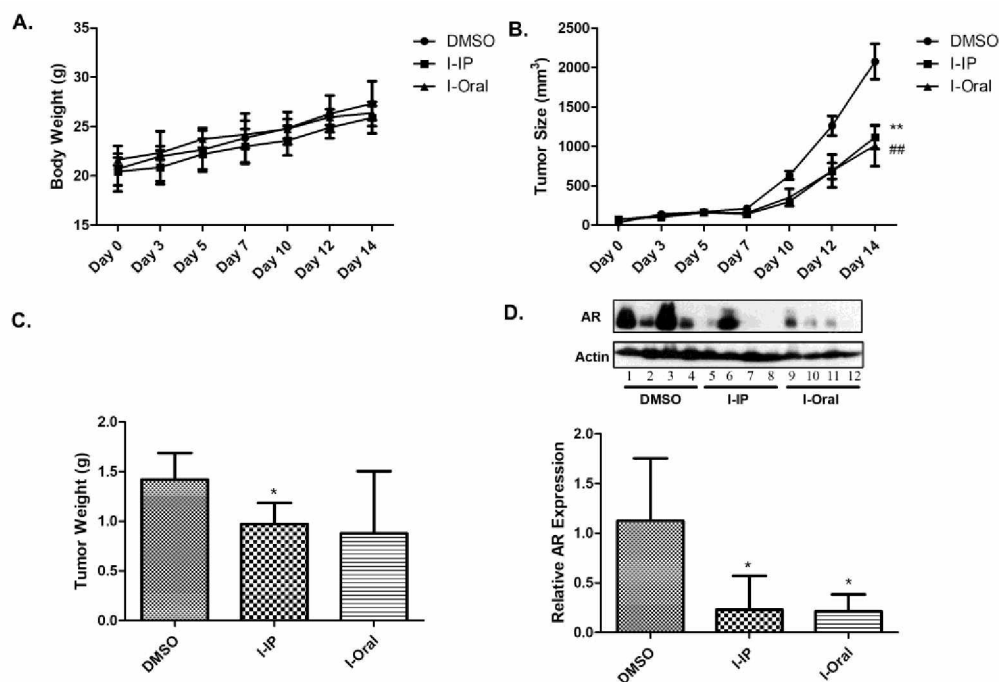 A.
Body Weight (g)
25
35
30
25
20
15
Day 0
Day 3
Day 5
Day 7
Day 10
Day 12
Day 14
DMSO
I-IP
I-Oral
B.
Tumor Size (mm³)
2500
2000
1500
1000
500
0
Day 0
Day 3
Day 5
Day 7
Day 10
Day 12
Day 14
DMSO
I-IP
I-Oral
**
##
C.
Tumor Weight (g)
2.0
1.5
1.0
0.5
0.0
*
DMSO
I-IP
I-Oral
D.
AR
Actin
1 2 3 4 5 6 7 8 9 10 11 12
DMSO I-IP I-Oral
Relative AR Expression
2.0
1.5
1.0
0.5
0.0
*
*
DMSO
I-IP
I-Oral